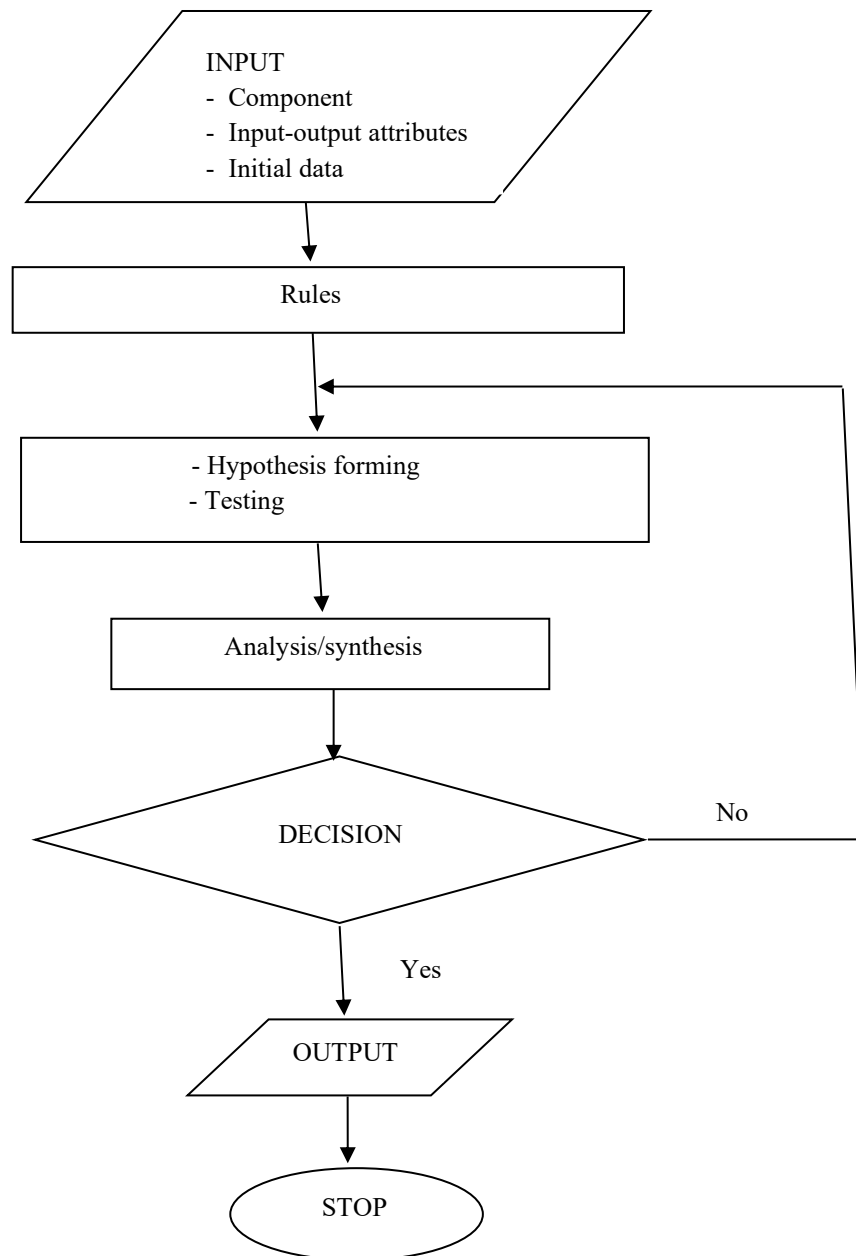 INPUT
- Component
- Input-output attributes
- Initial data
Rules
- Hypothesis forming
- Testing
Analysis/synthesis
DECISION
No
Yes
OUTPUT
STOP